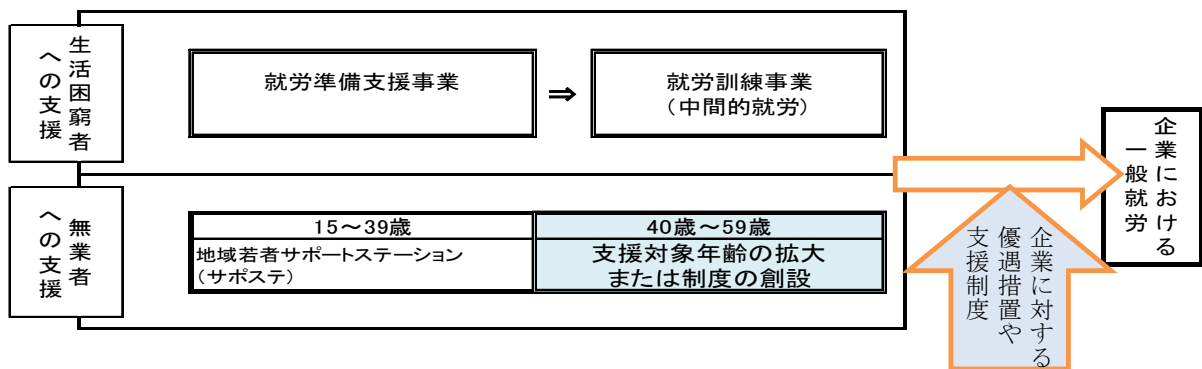 生活困窮者
への支援
就労準備支援事業
⇒
就労訓練事業
（中間的就労）
無業者
への支援
15～39歳
40歳～59歳
地域若者サポートステーション
（サポステ）
支援対象年齢の拡大
または制度の創設
企業における
一般就労
企業に対する
優遇措置や
支援制度